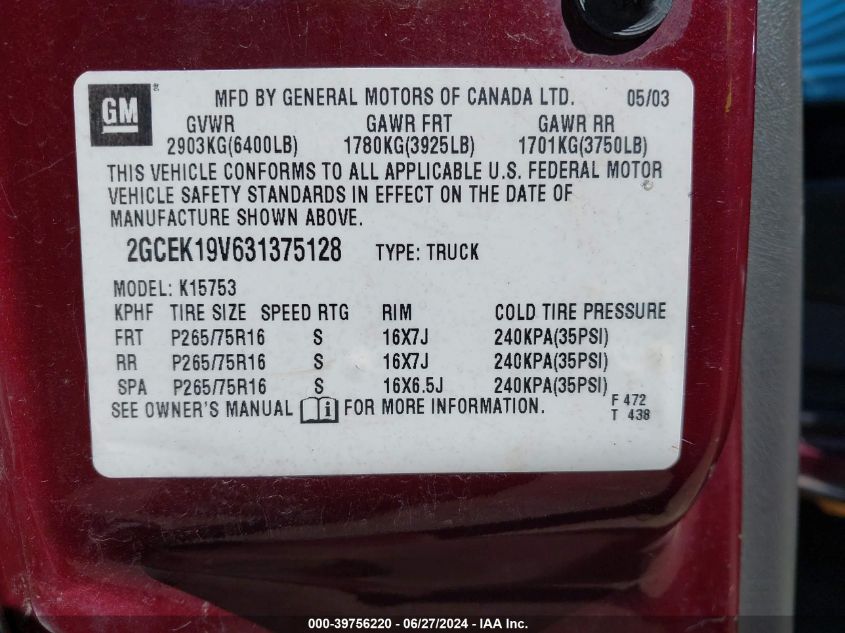 GM ®
MFD BY GENERAL MOTORS OF CANADA LTD. 05/03
GVWR GAWR FRT GAWR RR
2903KG(6400LB) 1780KG(3925LB) 1701KG(3750LB)
THIS VEHICLE CONFORMS TO ALL APPLICABLE U.S. FEDERAL MOTOR
VEHICLE SAFETY STANDARDS IN EFFECT ON THE DATE OF
MANUFACTURE SHOWN ABOVE.
2GCEK19V631375128 TYPE: TRUCK
MODEL: K15753
KPHF TIRE SIZE SPEED RTG RIM COLD TIRE PRESSURE
FRT P265/75R16 S 16X7J 240KPA(35PSI)
RR P265/75R16 S 16X7J 240KPA(35PSI)
SPA P265/75R16 S 16X6.5J 240KPA(35PSI)
SEE OWNER'S MANUAL i FOR MORE INFORMATION. F 472
T 438
000-39756220 - 06/27/2024 - IAA Inc.